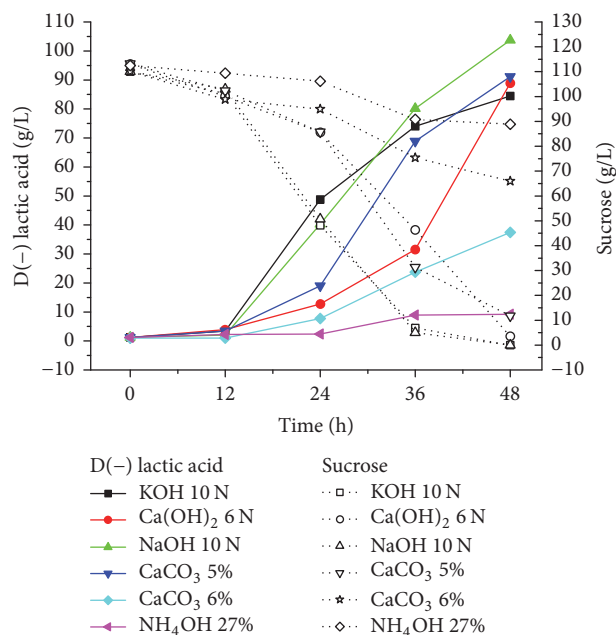 110
100
90
80
70
60
50
40
30
20
10
0
−10
D(−) lactic acid (g/L)
130
120
110
100
90
80
70
60
50
40
30
20
10
0
−10
Sucrose (g/L)
0 12 24 36 48
Time (h)
D(−) lactic acid
KOH 10 N
Ca(OH)₂ 6 N
NaOH 10 N
CaCO₃ 5%
CaCO₃ 6%
NH₄OH 27%
Sucrose
KOH 10 N
Ca(OH)₂ 6 N
NaOH 10 N
CaCO₃ 5%
CaCO₃ 6%
NH₄OH 27%